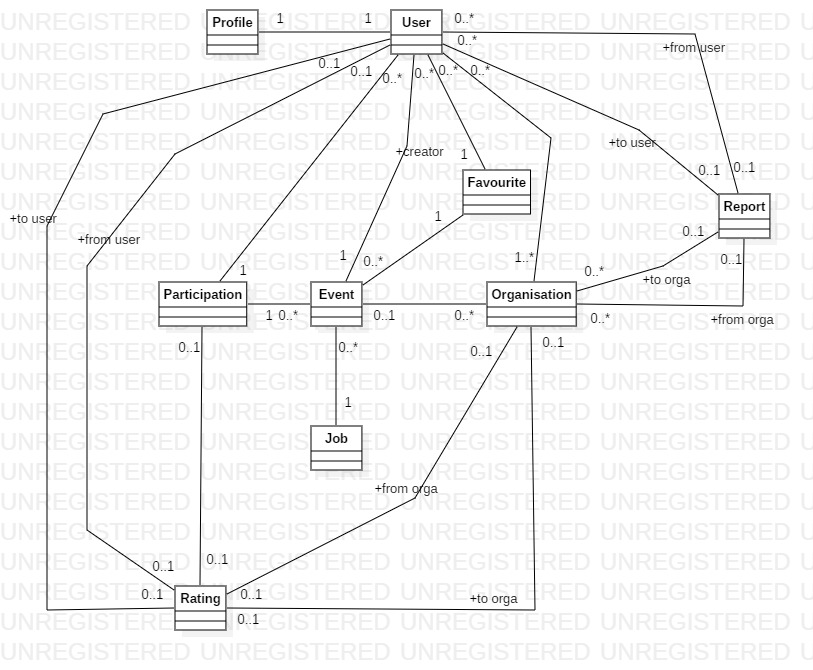 Profile
1
1
User
0..*
0..*
+from user
0..1
0..1
0..*
0..*
0..*
0..*
+creator
1
+to user
0..1
0..1
Favourite
Report
+to user
+from user
1
0..1
0..1
1
1
0..*
1..*
0..*
+to orga
Participation
Event
Organisation
1
0..*
0..1
0..*
0..*
+from orga
0..1
0..*
0..1
0..1
1
Job
+from orga
0..1
0..1
0..1
0..1
Rating
+to orga
0..1
UNREGISTERED